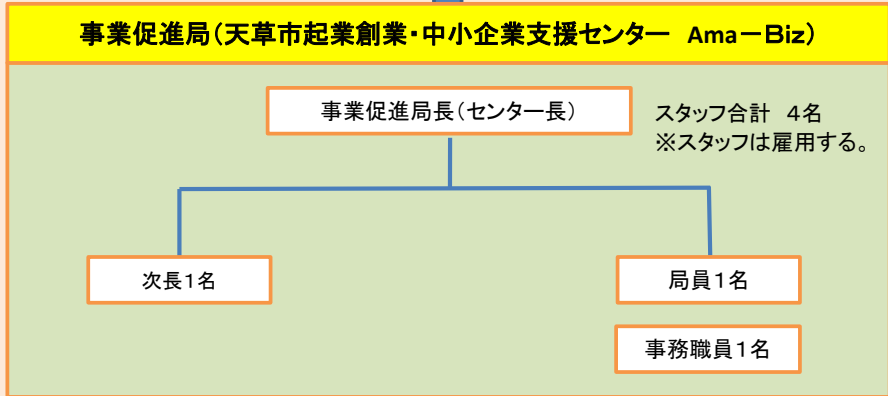 事業促進局（天草市起業創業・中小企業支援センター　Ama－Biz）
事業促進局長（センター長）
スタッフ合計　４名
※スタッフは雇用する。
次長１名
局員１名
事務職員１名